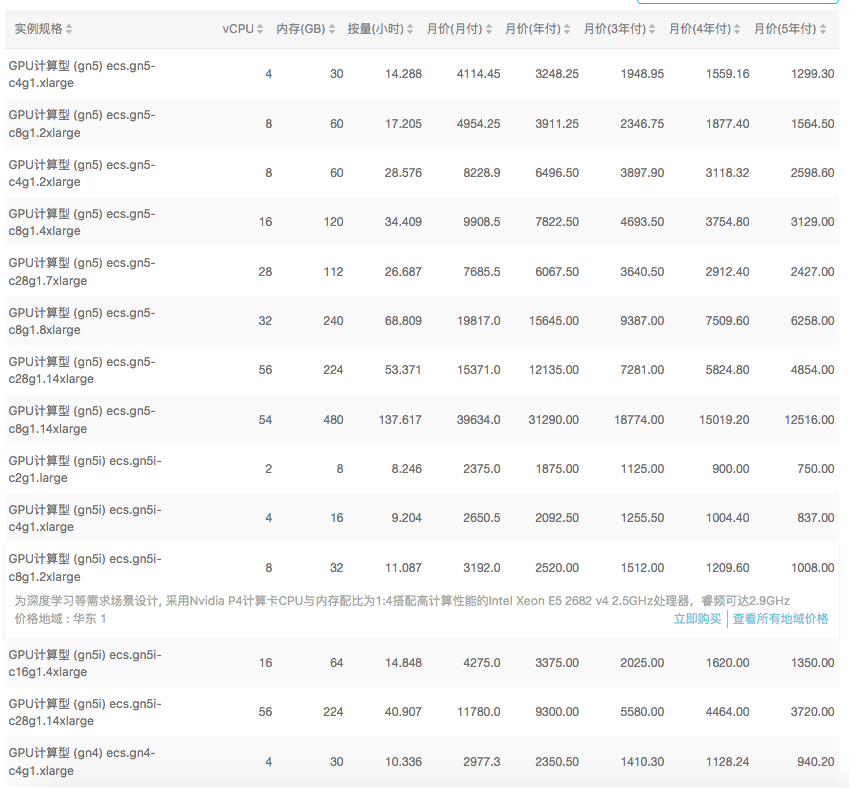 实例规格 vCPU 内存(GB) 按量(小时) 月价(月付) 月价(年付) 月价(3年付) 月价(4年付) 月价(5年付)
GPU计算型 (gn5) ecs.gn5-
c4g1.xlarge 4 30 14.288 4114.45 3248.25 1948.95 1559.16 1299.30
GPU计算型 (gn5) ecs.gn5-
c8g1.2xlarge 8 60 17.205 4954.25 3911.25 2346.75 1877.40 1564.50
GPU计算型 (gn5) ecs.gn5-
c4g1.2xlarge 8 60 28.576 8228.9 6496.50 3897.90 3118.32 2598.60
GPU计算型 (gn5) ecs.gn5-
c8g1.4xlarge 16 120 34.409 9908.5 7822.50 4693.50 3754.80 3129.00
GPU计算型 (gn5) ecs.gn5-
c28g1.7xlarge 28 112 26.687 7685.5 6067.50 3640.50 2912.40 2427.00
GPU计算型 (gn5) ecs.gn5-
c8g1.8xlarge 32 240 68.809 19817.0 15645.00 9387.00 7509.60 6258.00
GPU计算型 (gn5) ecs.gn5-
c28g1.14xlarge 56 224 53.371 15371.0 12135.00 7281.00 5824.80 4854.00
GPU计算型 (gn5) ecs.gn5-
c8g1.14xlarge 54 480 137.617 39634.0 31290.00 18774.00 15019.20 12516.00
GPU计算型 (gn5i) ecs.gn5i-
c2g1.large 2 8 8.246 2375.0 1875.00 1125.00 900.00 750.00
GPU计算型 (gn5i) ecs.gn5i-
c4g1.xlarge 4 16 9.204 2650.5 2092.50 1255.50 1004.40 837.00
GPU计算型 (gn5i) ecs.gn5i-
c8g1.2xlarge 8 32 11.087 3192.0 2520.00 1512.00 1209.60 1008.00
为深度学习等需求场景设计, 采用Nvidia P4计算卡CPU与内存配比为1:4搭配高计算性能的Intel Xeon E5 2682 v4 2.5GHz处理器，睿频可达2.9GHz
价格地域 : 华东 1 立即购买 查看所有地域价格
GPU计算型 (gn5i) ecs.gn5i-
c16g1.4xlarge 16 64 14.848 4275.0 3375.00 2025.00 1620.00 1350.00
GPU计算型 (gn5i) ecs.gn5i-
c28g1.14xlarge 56 224 40.907 11780.0 9300.00 5580.00 4464.00 3720.00
GPU计算型 (gn4) ecs.gn4-
c4g1.xlarge 4 30 10.336 2977.3 2350.50 1410.30 1128.24 940.20